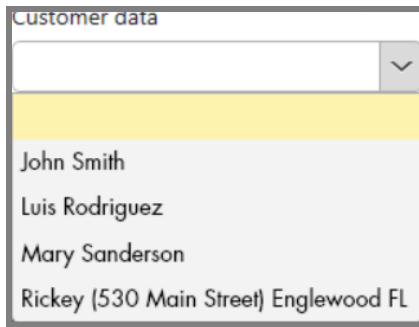 Customer data
John Smith
Luis Rodriguez
Mary Sanderson
Rickey (530 Main Street) Englewood FL